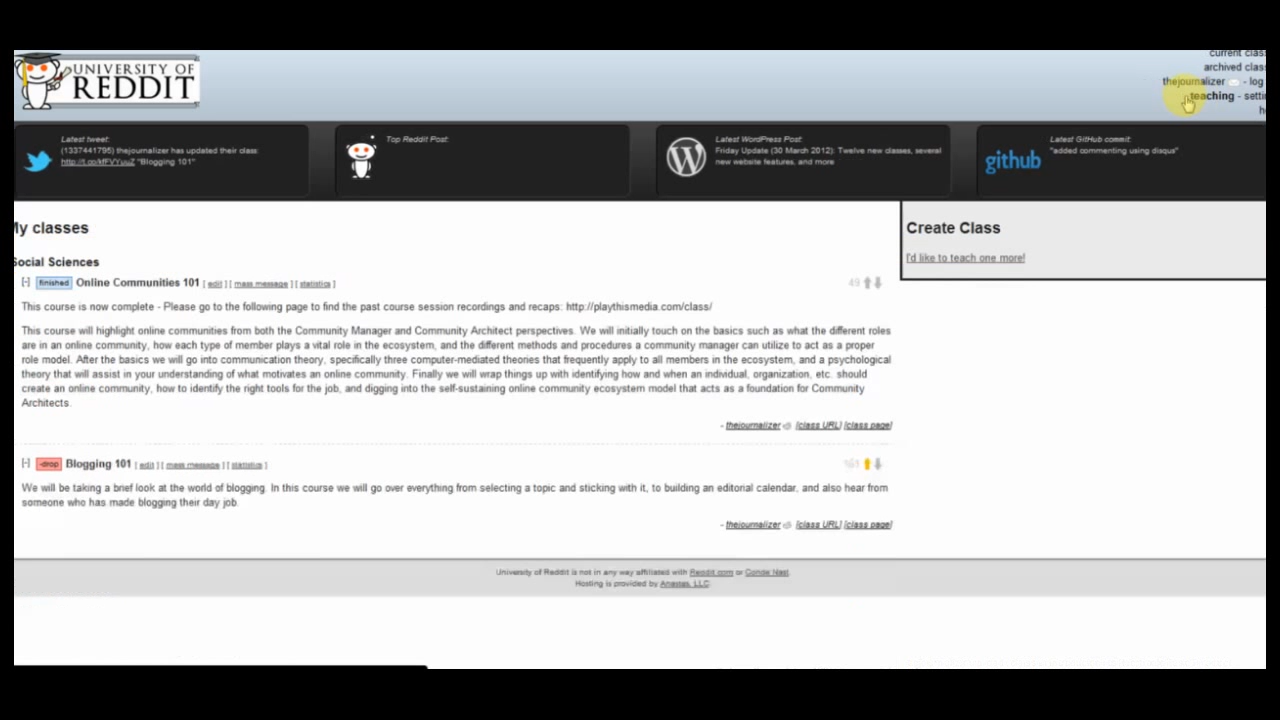 UNIVERSITY OF
REDDIT
current clas
archived clas
thejournalizer - log
teaching - setti
h
Latest tweet:
(1337441795) thejournalizer has updated their class:
"Blogging 101"
Top Reddit Post:
Latest WordPress Post:
Friday Update (30 March 2012): Twelve new classes, several
new website features, and more
github
Latest GitHub commit:
"added commenting using disqus"
My classes
Create Class
I'd like to teach one more!
Social Sciences
[-] finished Online Communities 101 [ edit ] [ mass message ] [ statistics ]
49
This course is now complete - Please go to the following page to find the past course session recordings and recaps: http://playthismedia.com/class/
This course will highlight online communities from both the Community Manager and Community Architect perspectives. We will initially touch on the basics such as what the different roles
are in an online community, how each type of member plays a vital role in the ecosystem, and the different methods and procedures a community manager can utilize to act as a proper
role model. After the basics we will go into communication theory, specifically three computer-mediated theories that frequently apply to all members in the ecosystem, and a psychological
theory that will assist in your understanding of what motivates an online community. Finally we will wrap things up with identifying how and when an individual, organization, etc. should
create an online community, how to identify the right tools for the job, and digging into the self-sustaining online community ecosystem model that acts as a foundation for Community
Architects.
- thejournalizer [class URL] [class page]
[-] -drop Blogging 101 [ edit ] [ mass message ] [ statistics ]
We will be taking a brief look at the world of blogging. In this course we will go over everything from selecting a topic and sticking with it, to building an editorial calendar, and also hear from
someone who has made blogging their day job.
- thejournalizer [class URL] [class page]
University of Reddit is not in any way affiliated with Reddit.com or Conde Nast.
Hosting is provided by Anastas, LLC.